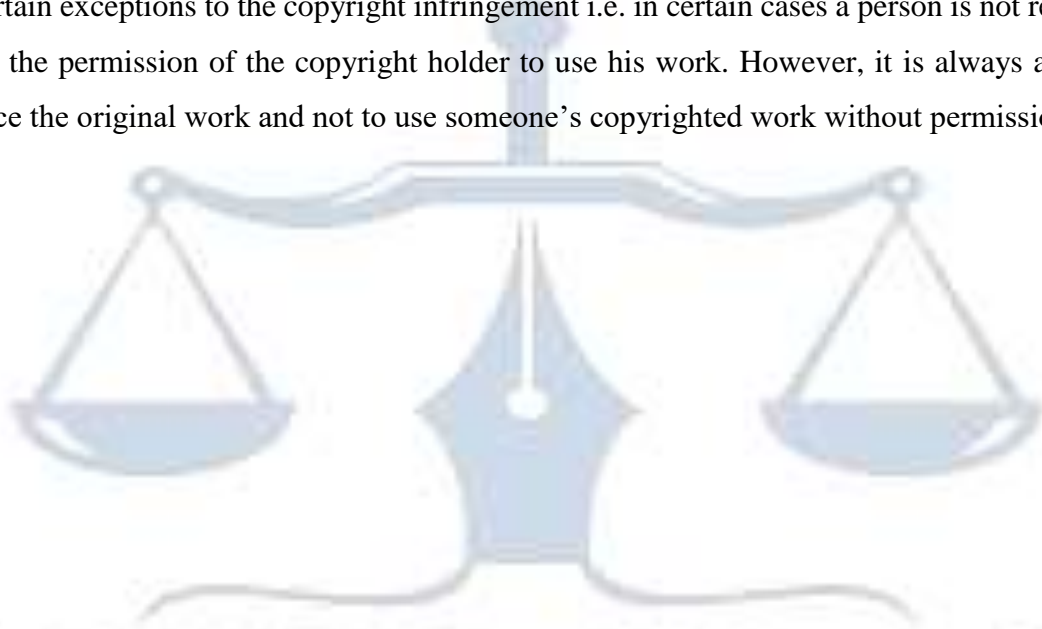 rtain exceptions to the copyright infringement i.e. in certain cases a person is not re
the permission of the copyright holder to use his work. However, it is always a
ce the original work and not to use someone's copyrighted work without permissio